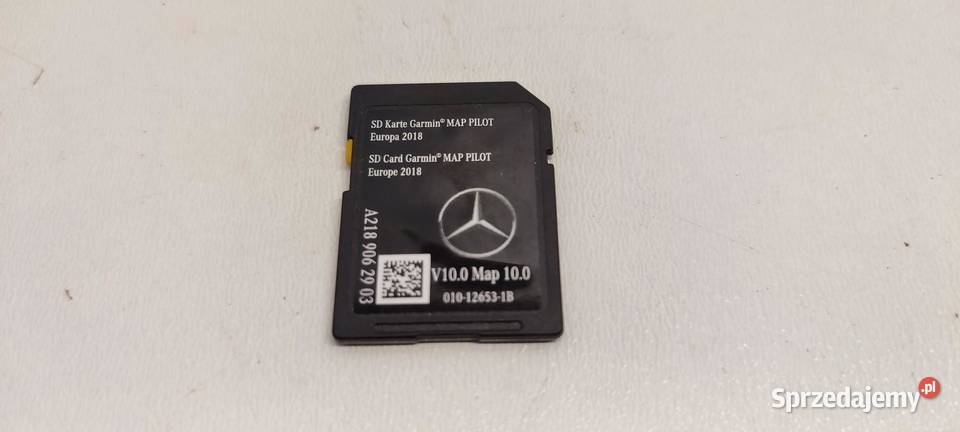 SD Karte Garmin® MAP PILOT
Europa 2018
SD Card Garmin® MAP PILOT
Europe 2018
A218 906 29 03
V10.0 Map 10.0
010-12653-1B
Sprzedajemy.pl